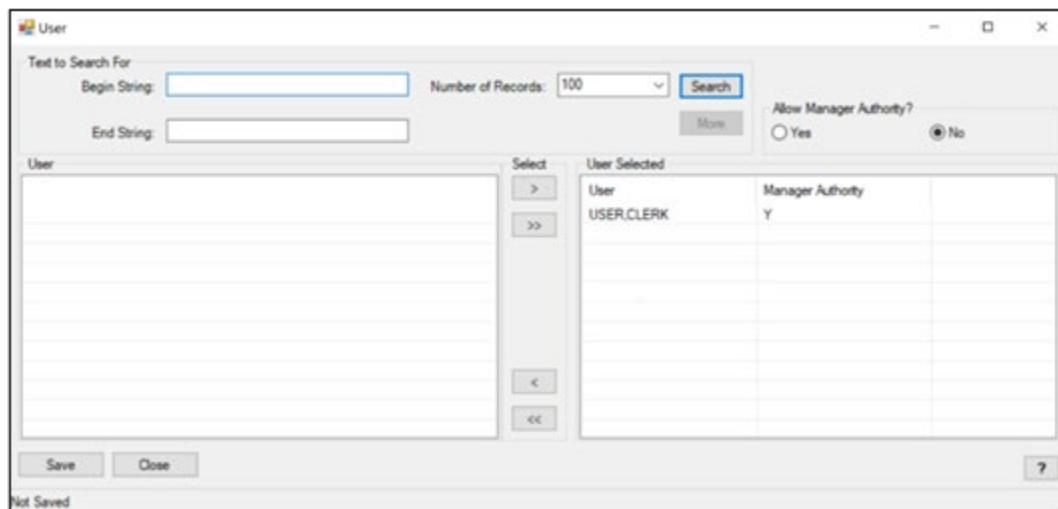 User
Text to Search For
Begin String:
Number of Records: 100
Search
End String:
More
Allow Manager Authority?
Yes
No
User
Select
User Selected
>
>>
<
<<
User Manager Authority
USER,CLERK Y
Save
Close
?
Not Saved